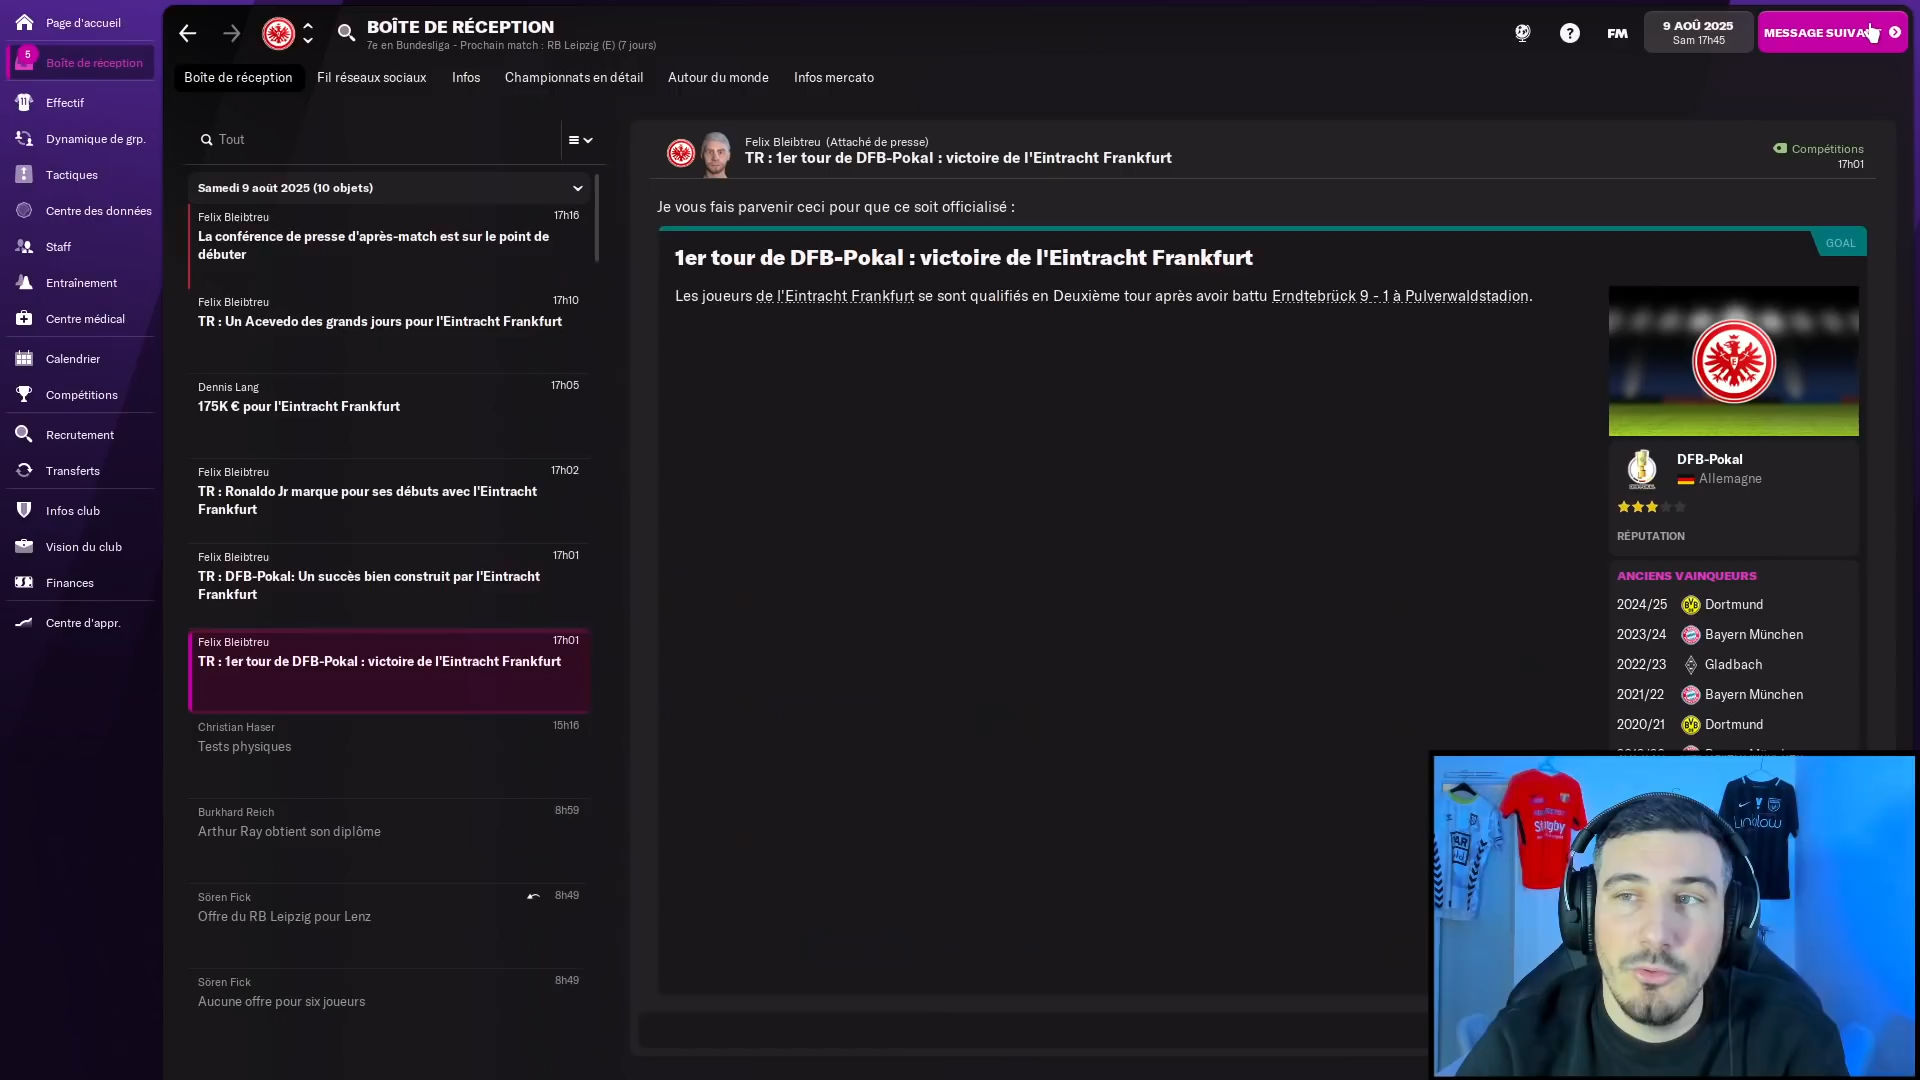 Page d'accueil
5
Boîte de réception
Effectif
Dynamique de grp.
Tactiques
Centre des données
Staff
Entraînement
Centre médical
Calendrier
Compétitions
Recrutement
Transferts
Infos club
Vision du club
Finances
Centre d'appr.
BOÎTE DE RÉCEPTION
7e en Bundesliga - Prochain match : RB Leipzig (E) (7 jours)
FM
9 AOÛ 2025
Sam 17h45
Boîte de réception
Fil réseaux sociaux
Infos
Championnats en détail
Autour du monde
Infos mercato
Tout
Samedi 9 août 2025 (10 objets)
Felix Bleibtreu 17h16
La conférence de presse d'après-match est sur le point de
débuter
Felix Bleibtreu 17h10
TR : Un Acevedo des grands jours pour l'Eintracht Frankfurt
Dennis Lang 17h05
175K € pour l'Eintracht Frankfurt
Felix Bleibtreu 17h02
TR : Ronaldo Jr marque pour ses débuts avec l'Eintracht
Frankfurt
Felix Bleibtreu 17h01
TR : DFB-Pokal: Un succès bien construit par l'Eintracht
Frankfurt
Felix Bleibtreu 17h01
TR : 1er tour de DFB-Pokal : victoire de l'Eintracht Frankfurt
Christian Haser 15h16
Tests physiques
Burkhard Reich 8h59
Arthur Ray obtient son diplôme
Sören Fick 8h49
Offre du RB Leipzig pour Lenz
Sören Fick 8h49
Aucune offre pour six joueurs
Felix Bleibtreu (Attaché de presse)
TR : 1er tour de DFB-Pokal : victoire de l'Eintracht Frankfurt
Compétitions
17h01
Je vous fais parvenir ceci pour que ce soit officialisé :
GOAL
1er tour de DFB-Pokal : victoire de l'Eintracht Frankfurt
Les joueurs de l'Eintracht Frankfurt se sont qualifiés en Deuxième tour après avoir battu Erndtebrück 9 - 1 à Pulverwaldstadion.
DFB-Pokal
Allemagne
RÉPUTATION
ANCIENS VAINQUEURS
2024/25 Dortmund
2023/24 Bayern München
2022/23 Gladbach
2021/22 Bayern München
2020/21 Dortmund
Stigby
Linklow
MESSAGE